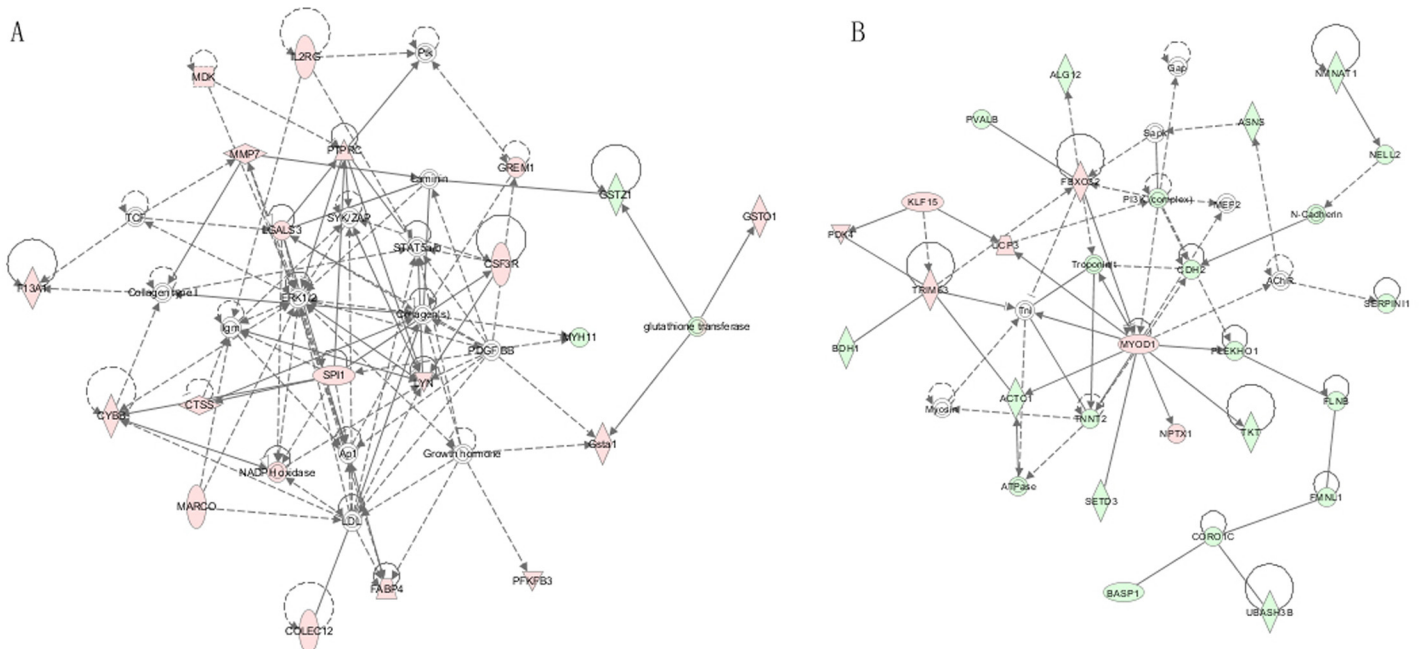 A
IL2RG
Ptk
MDK
PTPRC
MMP7
GREM1
Laminin
GSTZ1
GSTO1
TCF
LGALS3
SYK/ZAP
STAT5a/b
CSF3R
F13A1
Collagen type I
ERK1/2
Collagen(s)
Igm
MYH11
glutathione transferase
PDGF BB
SPI1
LYN
CTSS
CYBB
Ap1
Growth hormone
Gsta1
NADPH oxidase
MARCO
LDL
FABP4
PFKFB3
COLEC12
B
ALG12
Gap
NMNAT1
PVALB
Sapk
ASNS
NELL2
FBXO32
KLF15
PI3K (complex)
MEF2
N-Cadherin
PDK4
UCP3
Troponin t
CDH2
AChR
TRIM63
SERPINI1
Tni
BDH1
MYOD1
PLEKHO1
ACTC1
Myosin
TNNT2
FLNB
NPTX1
TKT
ATPase
SETD3
FMNL1
CORO1C
BASP1
UBASH3B